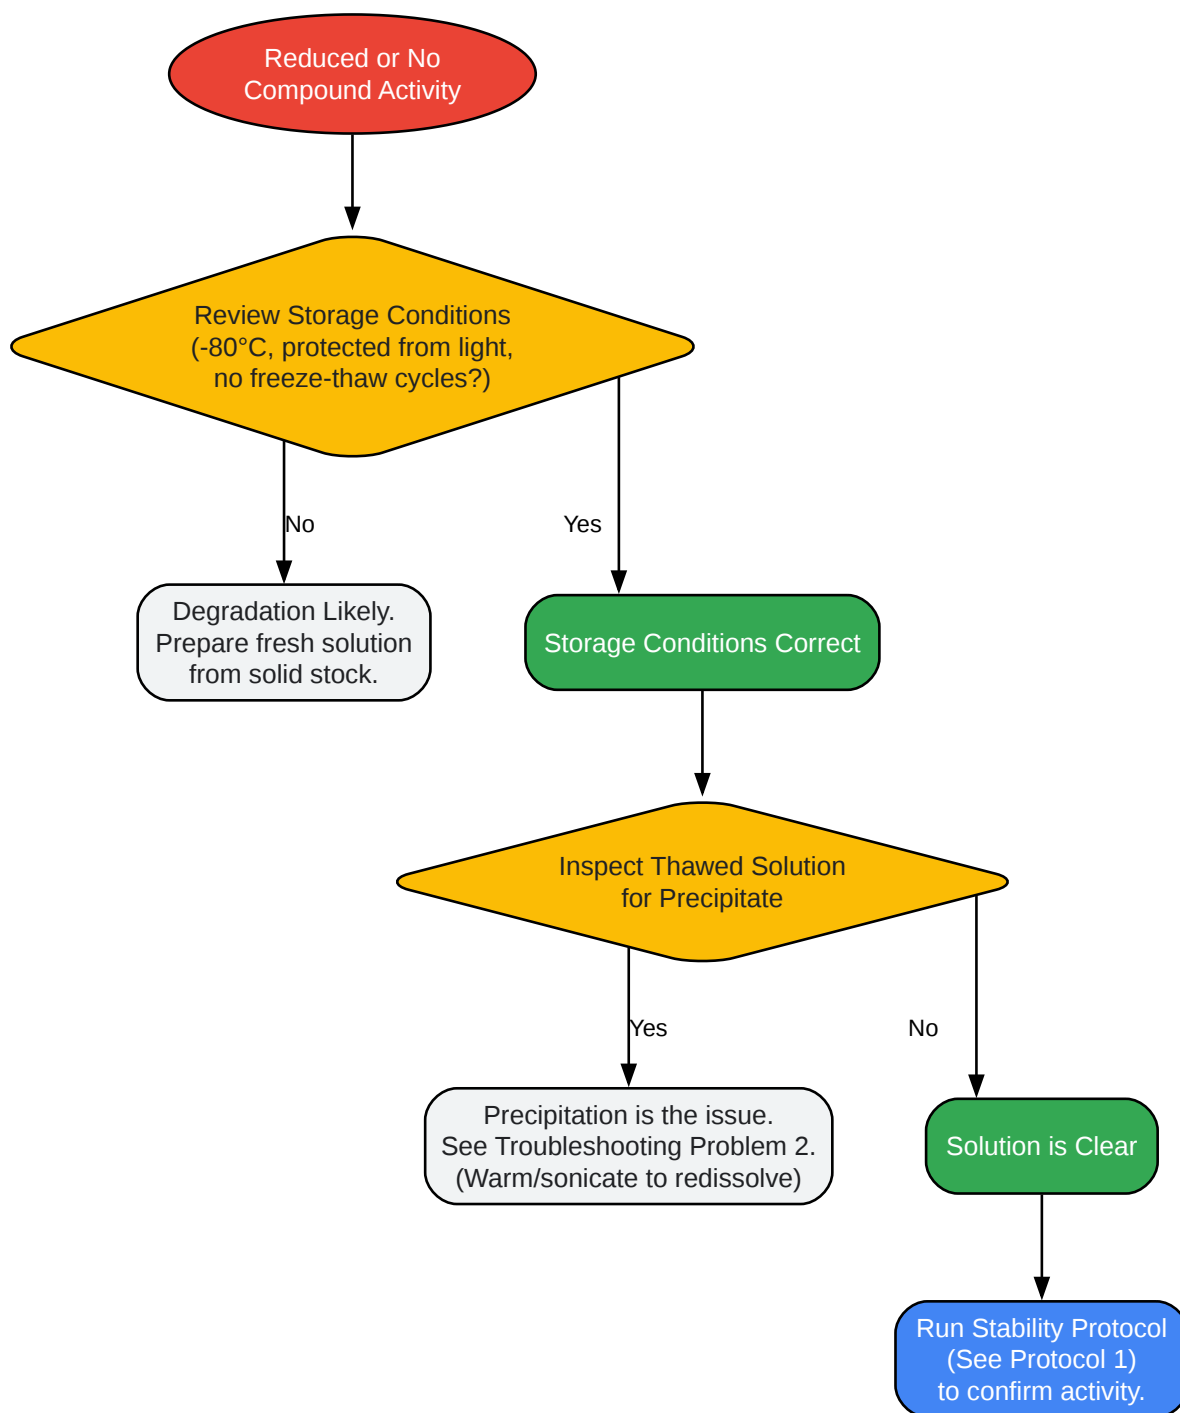 Reduced or No
Compound Activity
Review Storage Conditions
(-80°C, protected from light,
no freeze-thaw cycles?)
No
Yes
Degradation Likely.
Prepare fresh solution
from solid stock.
Storage Conditions Correct
Inspect Thawed Solution
for Precipitate
Yes
No
Precipitation is the issue.
See Troubleshooting Problem 2.
(Warm/sonicate to redissolve)
Solution is Clear
Run Stability Protocol
(See Protocol 1)
to confirm activity.